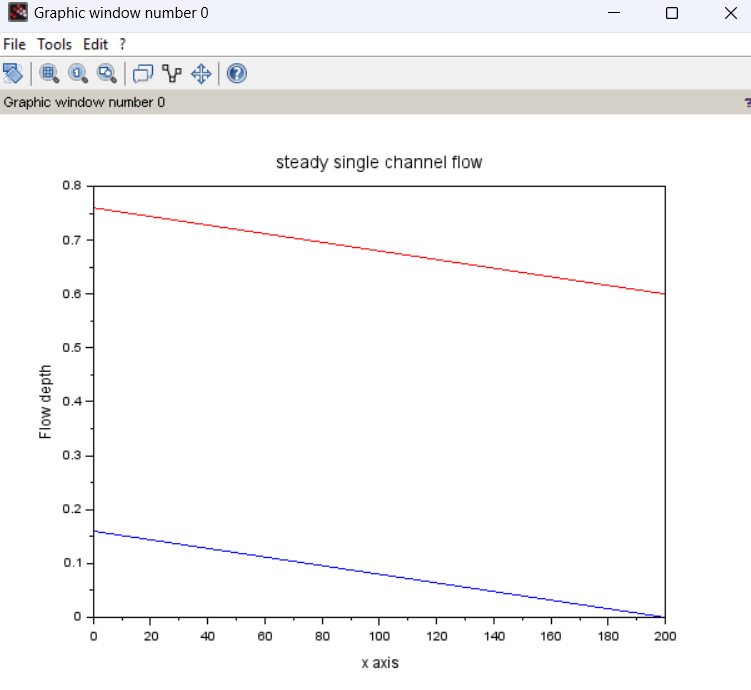 Graphic window number 0
File Tools Edit ?
Graphic window number 0
?
steady single channel flow
0.8
0.7
0.6
0.5
0.4
0.3
0.2
0.1
0
Flow depth
0 20 40 60 80 100 120 140 160 180 200
x axis